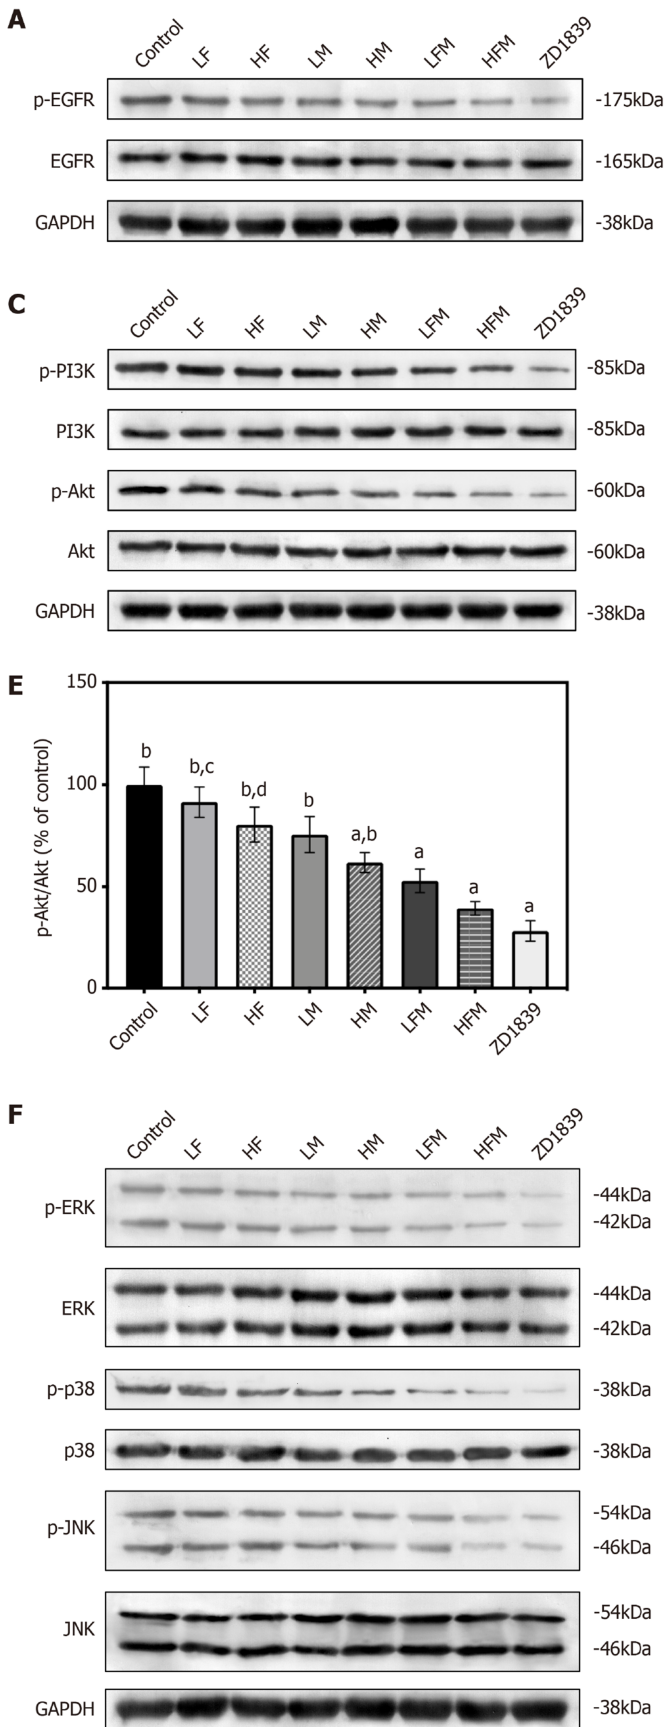 A
Control LF HF LM HM LFM HFM ZD1839
p-EGFR -175kDa
EGFR -165kDa
GAPDH -38kDa
C
Control LF HF LM HM LFM HFM ZD1839
p-PI3K -85kDa
PI3K -85kDa
p-Akt -60kDa
Akt -60kDa
GAPDH -38kDa
E
p-Akt/Akt (% of control)
150
100
50
0
b b,c b,d b a,b a a a
Control LF HF LM HM LFM HFM ZD1839
F
Control LF HF LM HM LFM HFM ZD1839
p-ERK -44kDa
-42kDa
ERK -44kDa
-42kDa
p-p38 -38kDa
p38 -38kDa
p-JNK -54kDa
-46kDa
JNK -54kDa
-46kDa
GAPDH -38kDa